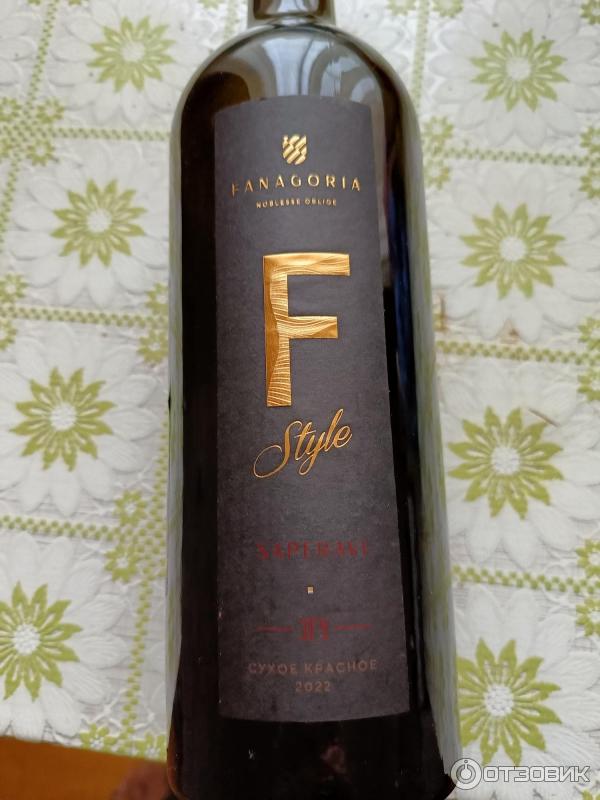 FANAGORIA
NOBLESSE OBLIGE
F
Style
SAPERAVI
СУХОЕ КРАСНОЕ
2022
ОТЗОВИК